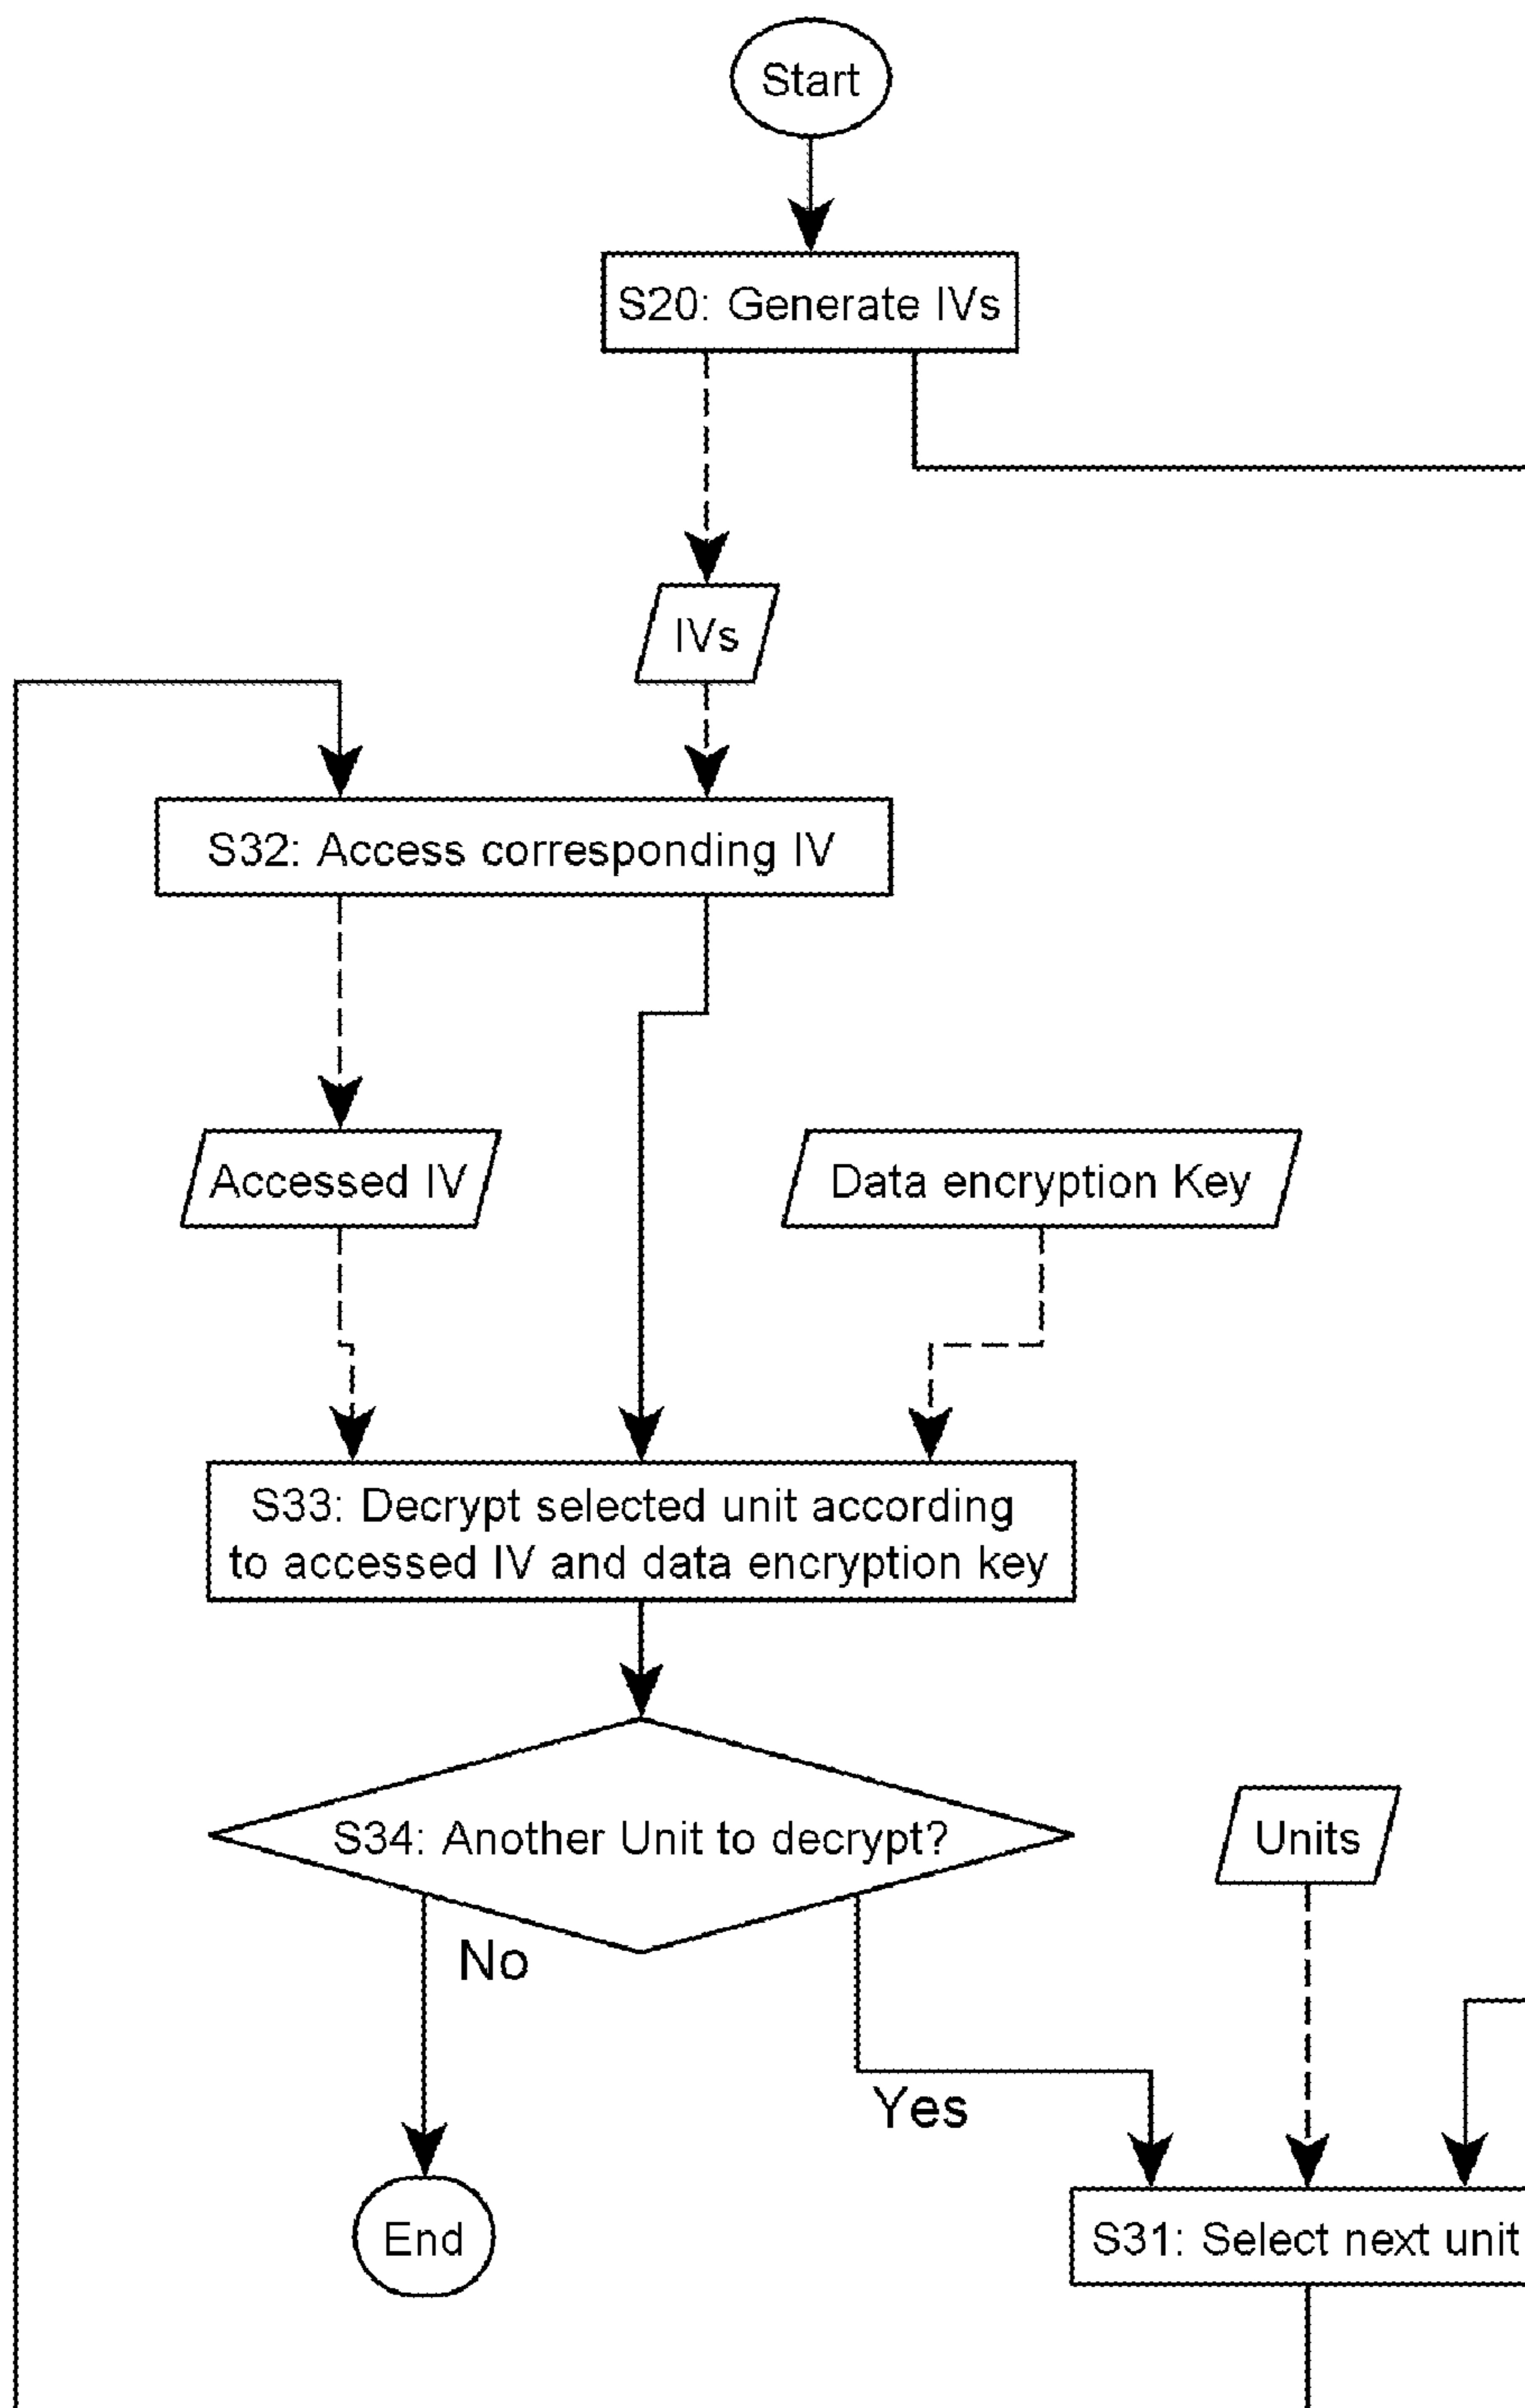 Start
S20: Generate IVs
IVs
S32: Access corresponding IV
Accessed IV
Data encryption Key
S33: Decrypt selected unit according
to accessed IV and data encryption key
S34: Another Unit to decrypt?
Units
No
Yes
End
S31: Select next unit